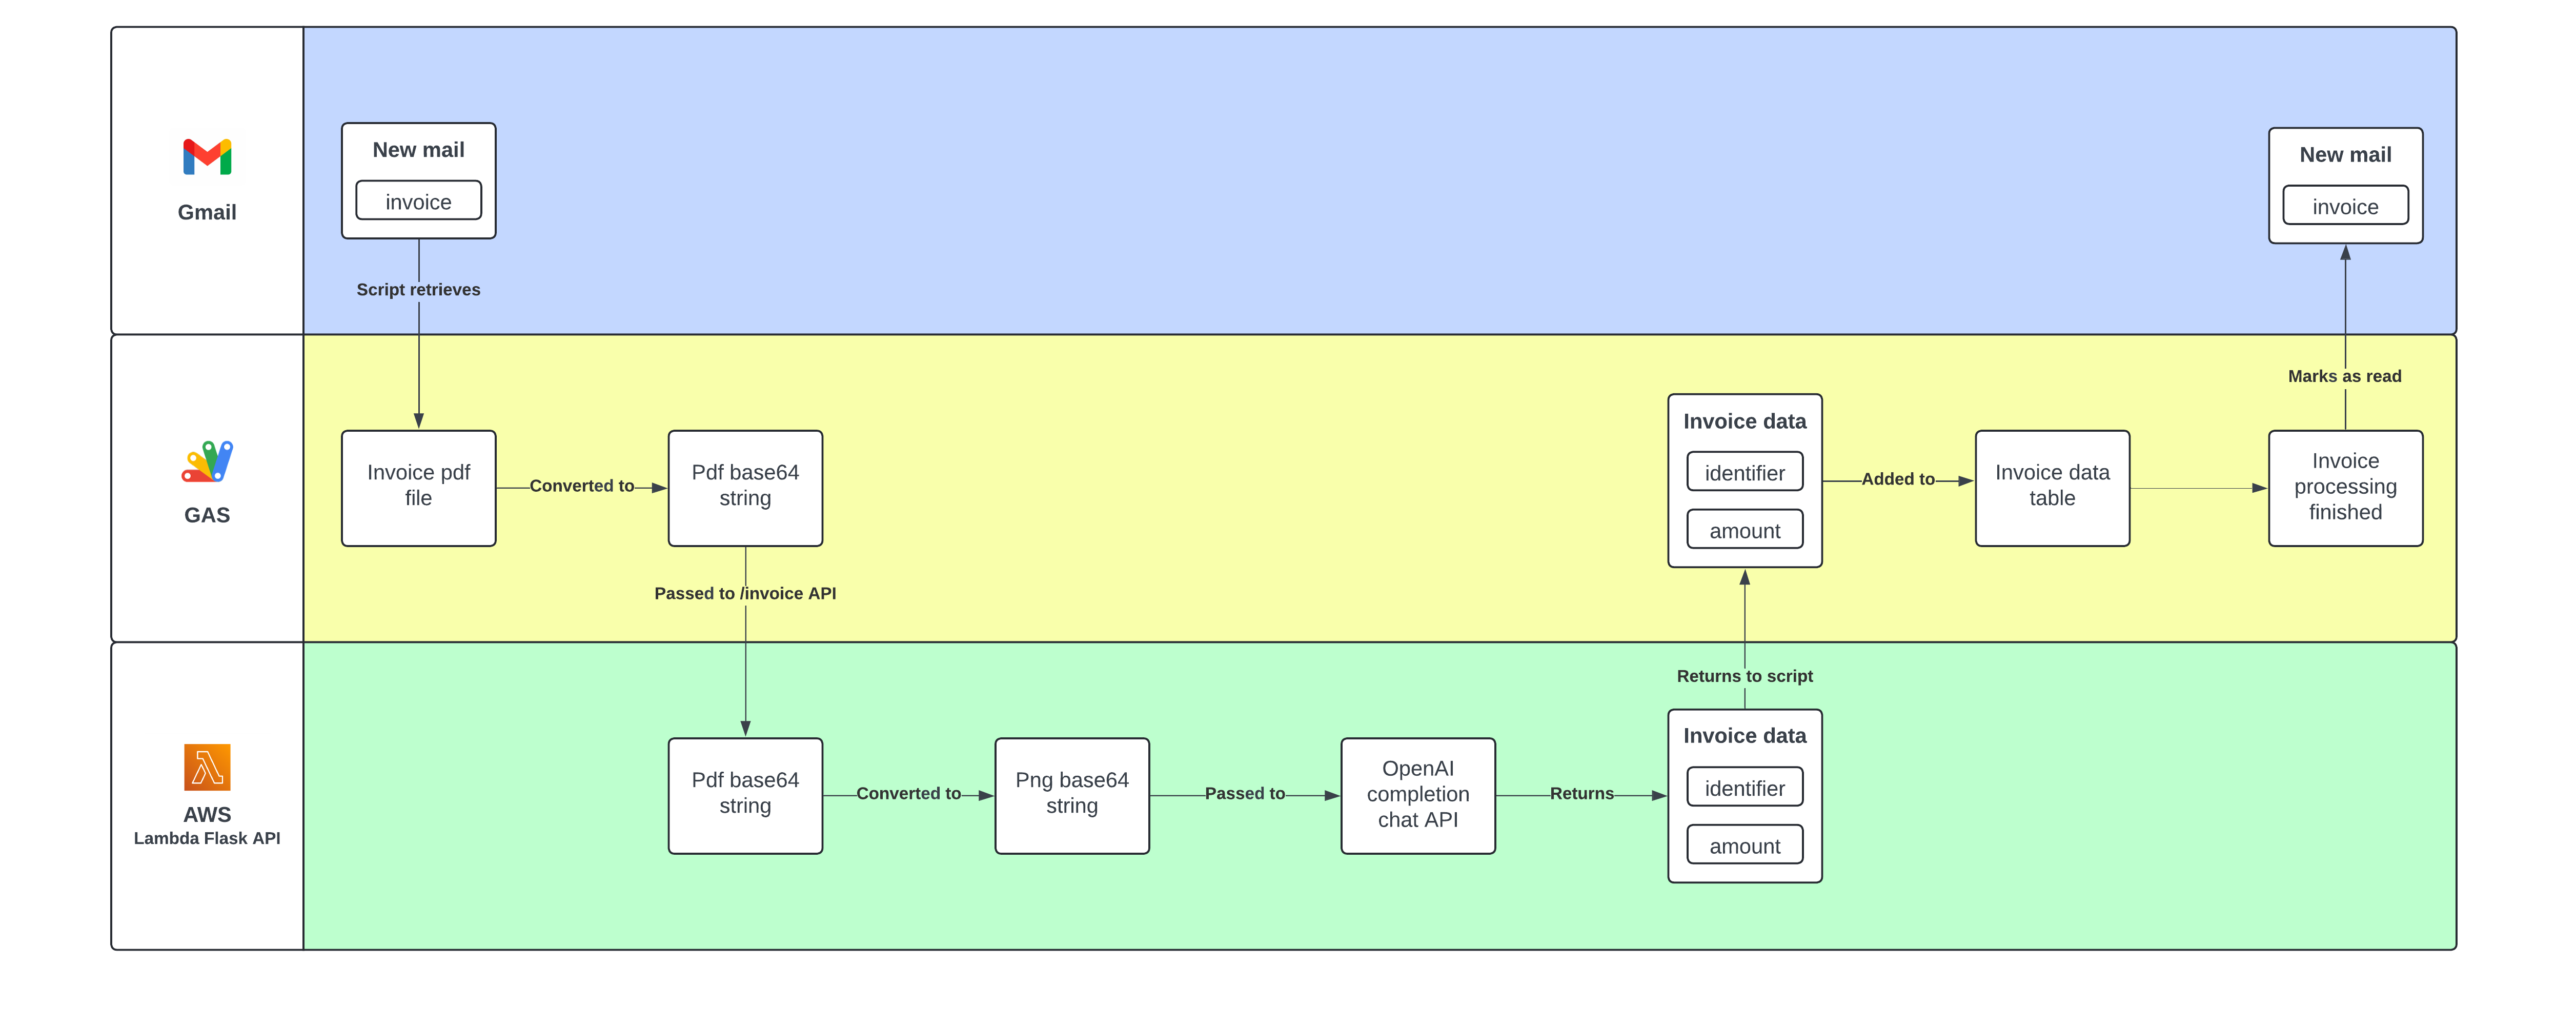 New mail
invoice
Gmail
Script retrieves
New mail
invoice
Marks as read
GAS
Invoice pdf
file
Converted to
Pdf base64
string
Passed to /invoice API
Invoice data
identifier
amount
Added to
Invoice data
table
Invoice
processing
finished
Returns to script
AWS
Lambda Flask API
Pdf base64
string
Converted to
Png base64
string
Passed to
OpenAI
completion
chat API
Returns
Invoice data
identifier
amount